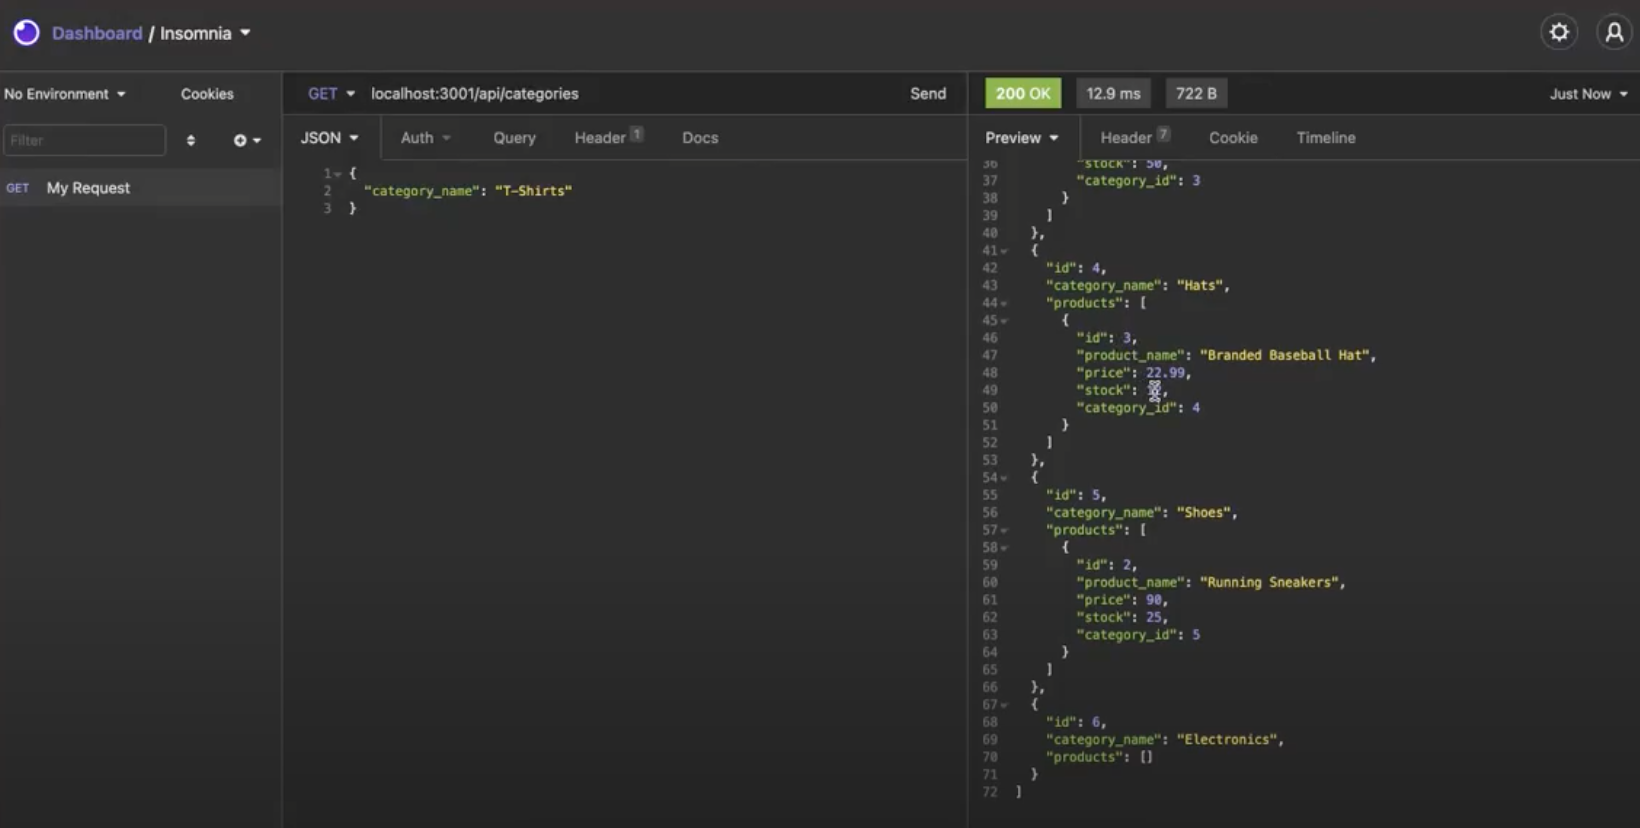 Dashboard / Insomnia
No Environment
Cookies
GET
localhost:3001/api/categories
Send
200 OK
12.9 ms
722 B
Just Now
Filter
JSON
Auth
Query
Header 1
Docs
Preview
Header 7
Cookie
Timeline
GET My Request
1 {
2 "category_name": "T-Shirts"
3 }
36 "stock": 50,
37 "category_id": 3
38 }
39 ]
40 },
41 {
42 "id": 4,
43 "category_name": "Hats",
44 "products": [
45 {
46 "id": 3,
47 "product_name": "Branded Baseball Hat",
48 "price": 22.99,
49 "stock": ,
50 "category_id": 4
51 }
52 ]
53 },
54 {
55 "id": 5,
56 "category_name": "Shoes",
57 "products": [
58 {
59 "id": 2,
60 "product_name": "Running Sneakers",
61 "price": 90,
62 "stock": 25,
63 "category_id": 5
64 }
65 ]
66 },
67 {
68 "id": 6,
69 "category_name": "Electronics",
70 "products": []
71 }
72 ]